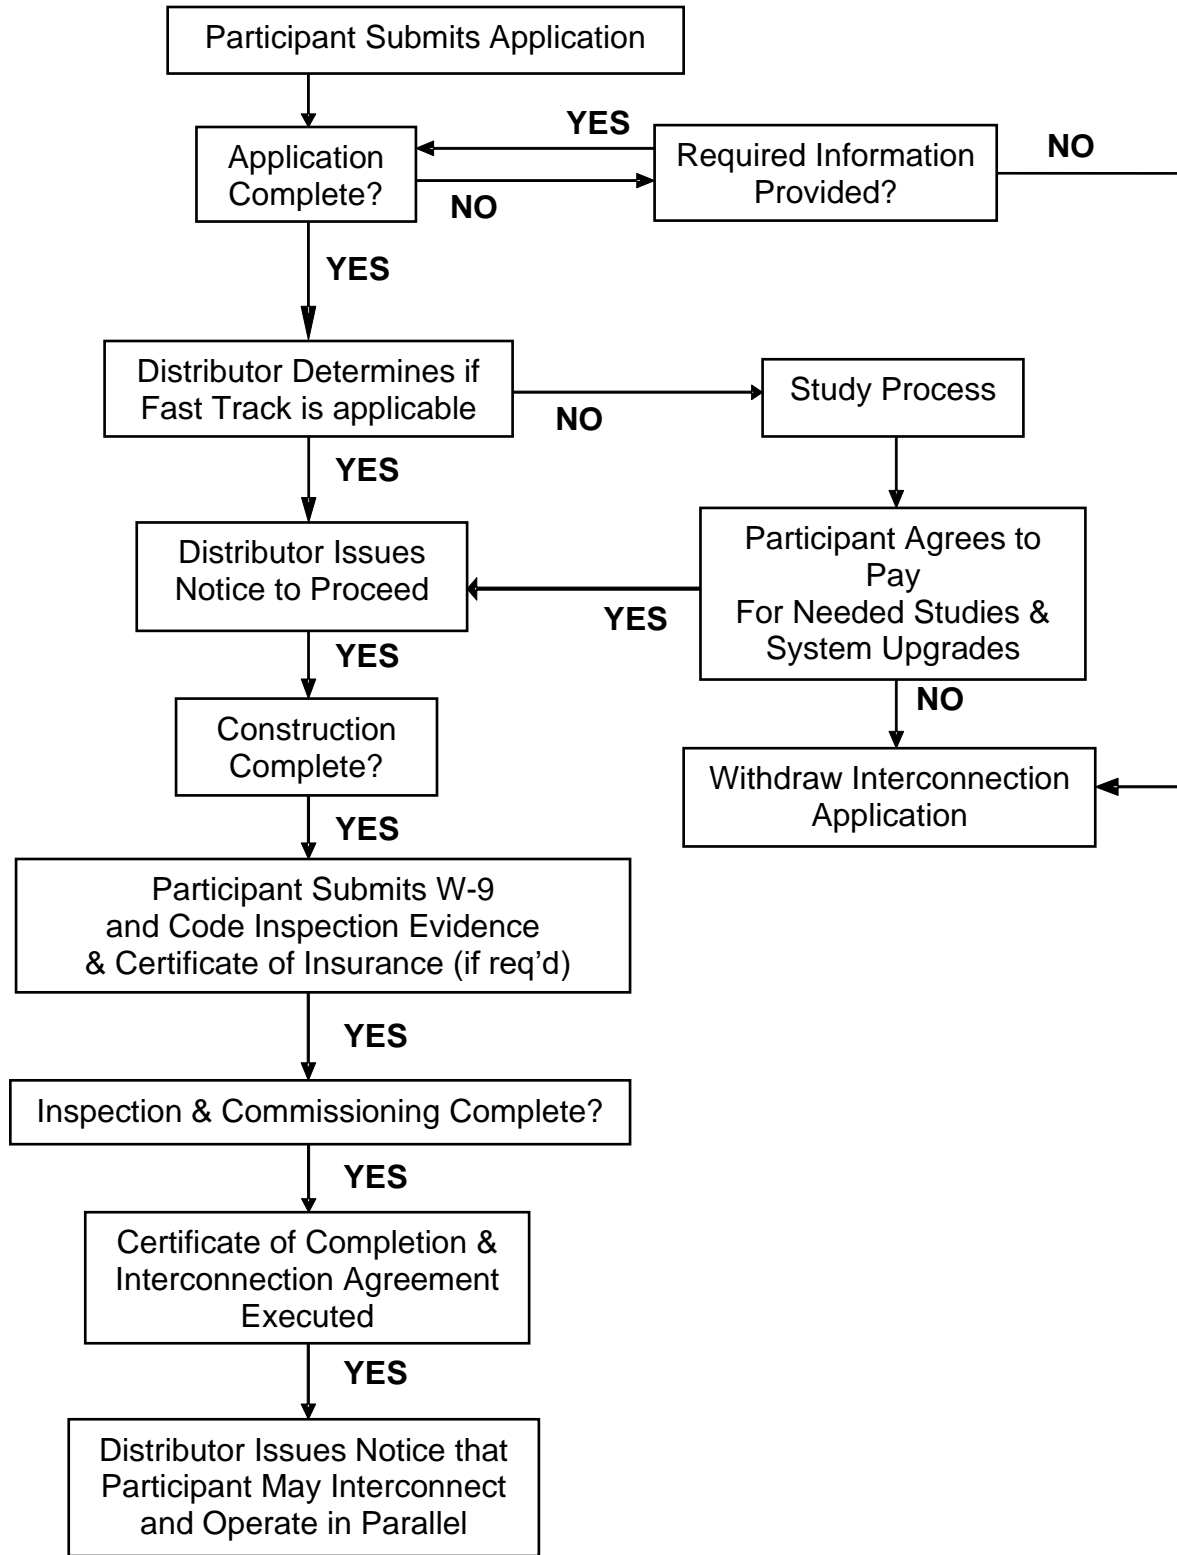 Participant Submits Application
YES
NO
Application
Complete?
Required Information
Provided?
NO
YES
Distributor Determines if
Fast Track is applicable
Study Process
NO
YES
Distributor Issues
Notice to Proceed
Participant Agrees to
Pay
For Needed Studies &
System Upgrades
YES
YES
NO
Construction
Complete?
Withdraw Interconnection
Application
YES
Participant Submits W-9
and Code Inspection Evidence
& Certificate of Insurance (if req'd)
YES
Inspection & Commissioning Complete?
YES
Certificate of Completion &
Interconnection Agreement
Executed
YES
Distributor Issues Notice that
Participant May Interconnect
and Operate in Parallel